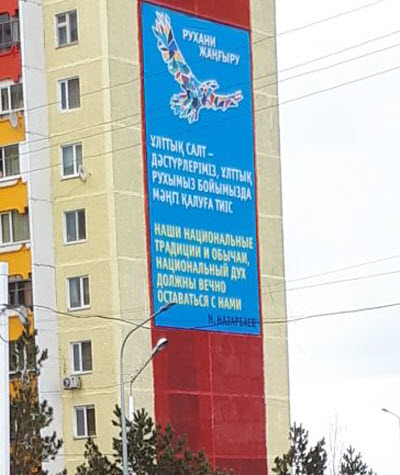 РУХАНИ
ЖАҢҒЫРУ
ҰЛТТЫҚ САЛТ –
ДӘСТҮРЛЕРІМІЗ, ҰЛТТЫҚ
РУХЫМЫЗ БОЙЫМЫЗДА
МӘҢГІ ҚАЛУҒА ТИІС
НАШИ НАЦИОНАЛЬНЫЕ
ТРАДИЦИИ И ОБЫЧАИ,
НАЦИОНАЛЬНЫЙ ДУХ
ДОЛЖНЫ ВЕЧНО
ОСТАВАТЬСЯ С НАМИ
Н. НАЗАРБАЕВ